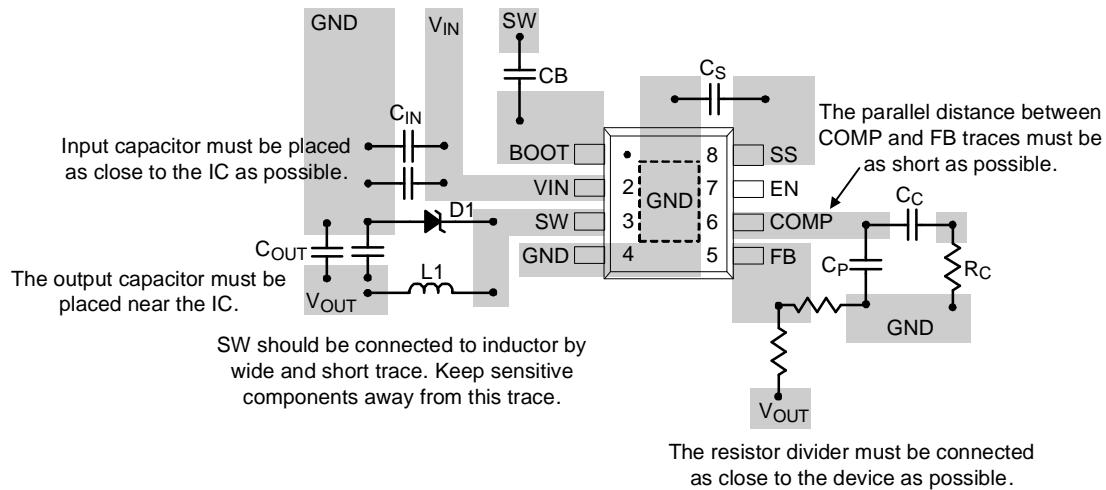 GND
VIN
SW
CB
CS
CIN
The parallel distance between
COMP and FB traces must be
as short as possible.
Input capacitor must be placed
as close to the IC as possible.
BOOT
8
SS
VIN
2
GND
7
EN
SW
3
6
COMP
CC
GND
4
5
FB
D1
COUT
CP
RC
The output capacitor must be
placed near the IC.
L1
VOUT
GND
SW should be connected to inductor by
wide and short trace. Keep sensitive
components away from this trace.
VOUT
The resistor divider must be connected
as close to the device as possible.